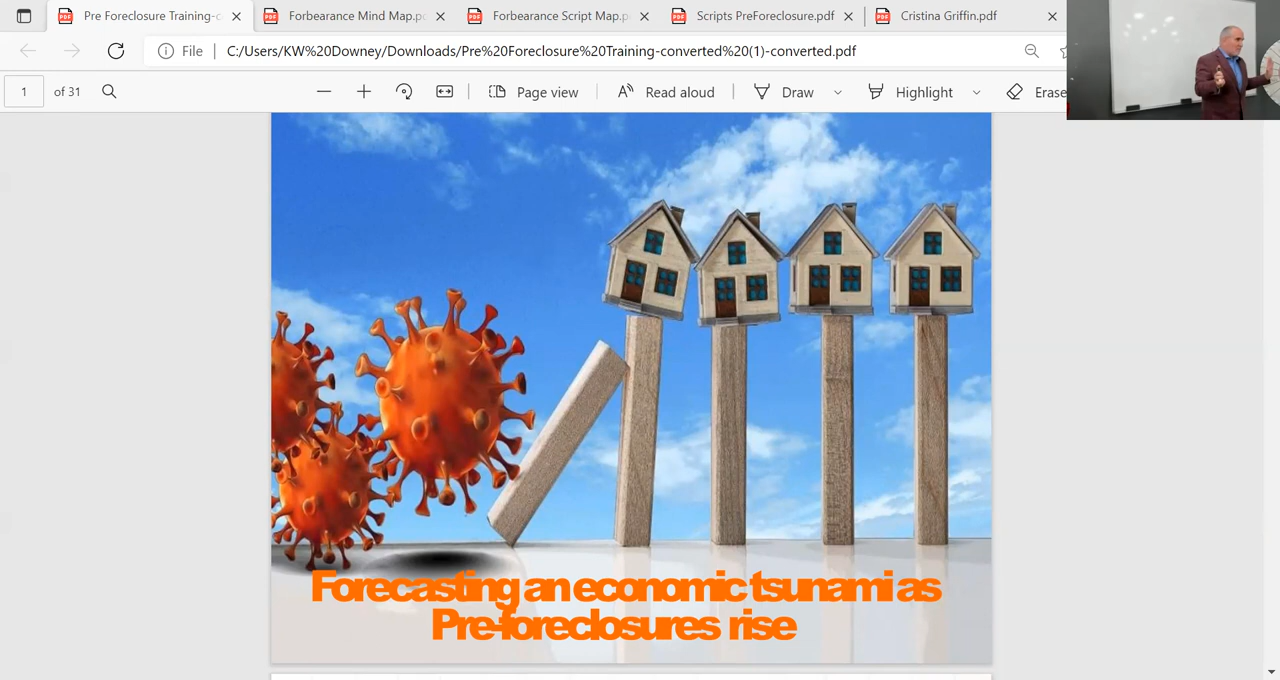 Pre Foreclosure Training-c
Forbearance Mind Map.pd
Forbearance Script Map.p
Scripts PreForeclosure.pdf
Cristina Griffin.pdf
File
C:/Users/KW%20Downey/Downloads/Pre%20Foreclosure%20Training-converted%20(1)-converted.pdf
1
of 31
Page view
Read aloud
Draw
Highlight
Erase
Forecasting an economic tsunami as
Pre-foreclosures rise